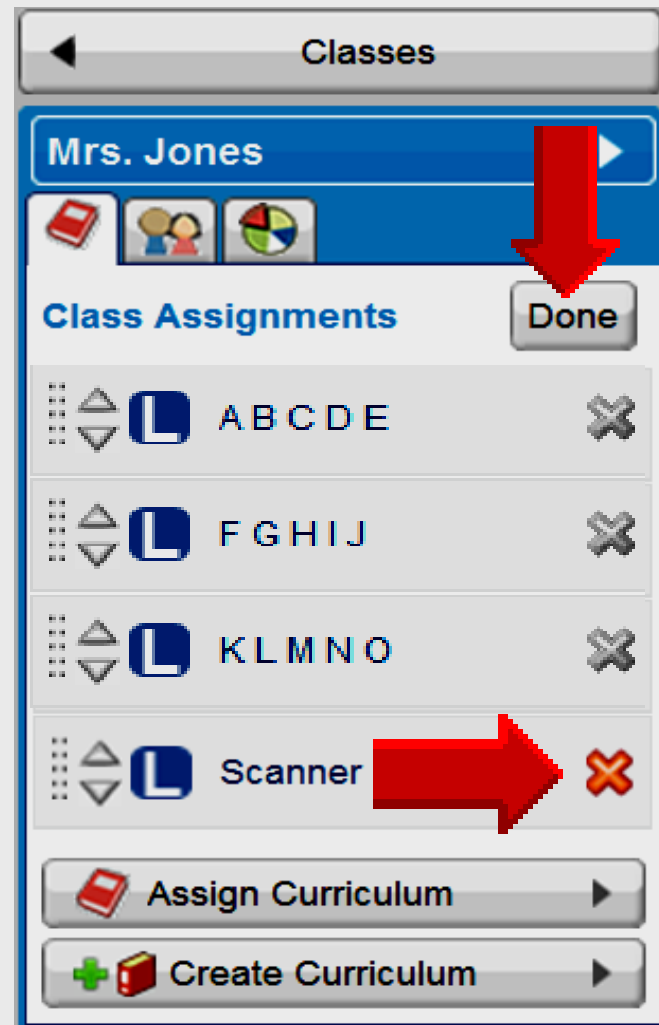 Classes
Mrs. Jones
Class Assignments Done
L A B C D E
L F G H I J
L K L M N O
L Scanner
Assign Curriculum
Create Curriculum